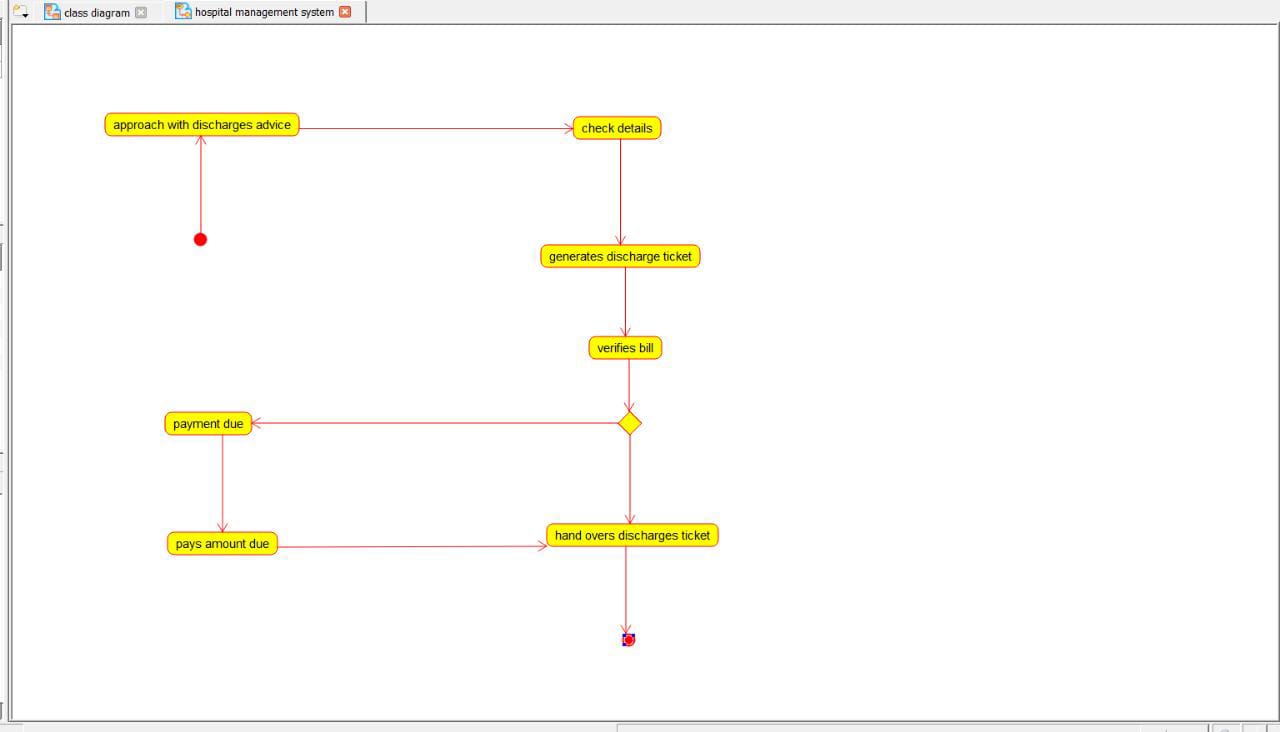 class diagram
hospital management system
approach with discharges advice
check details
generates discharge ticket
verifies bill
payment due
pays amount due
hand overs discharges ticket